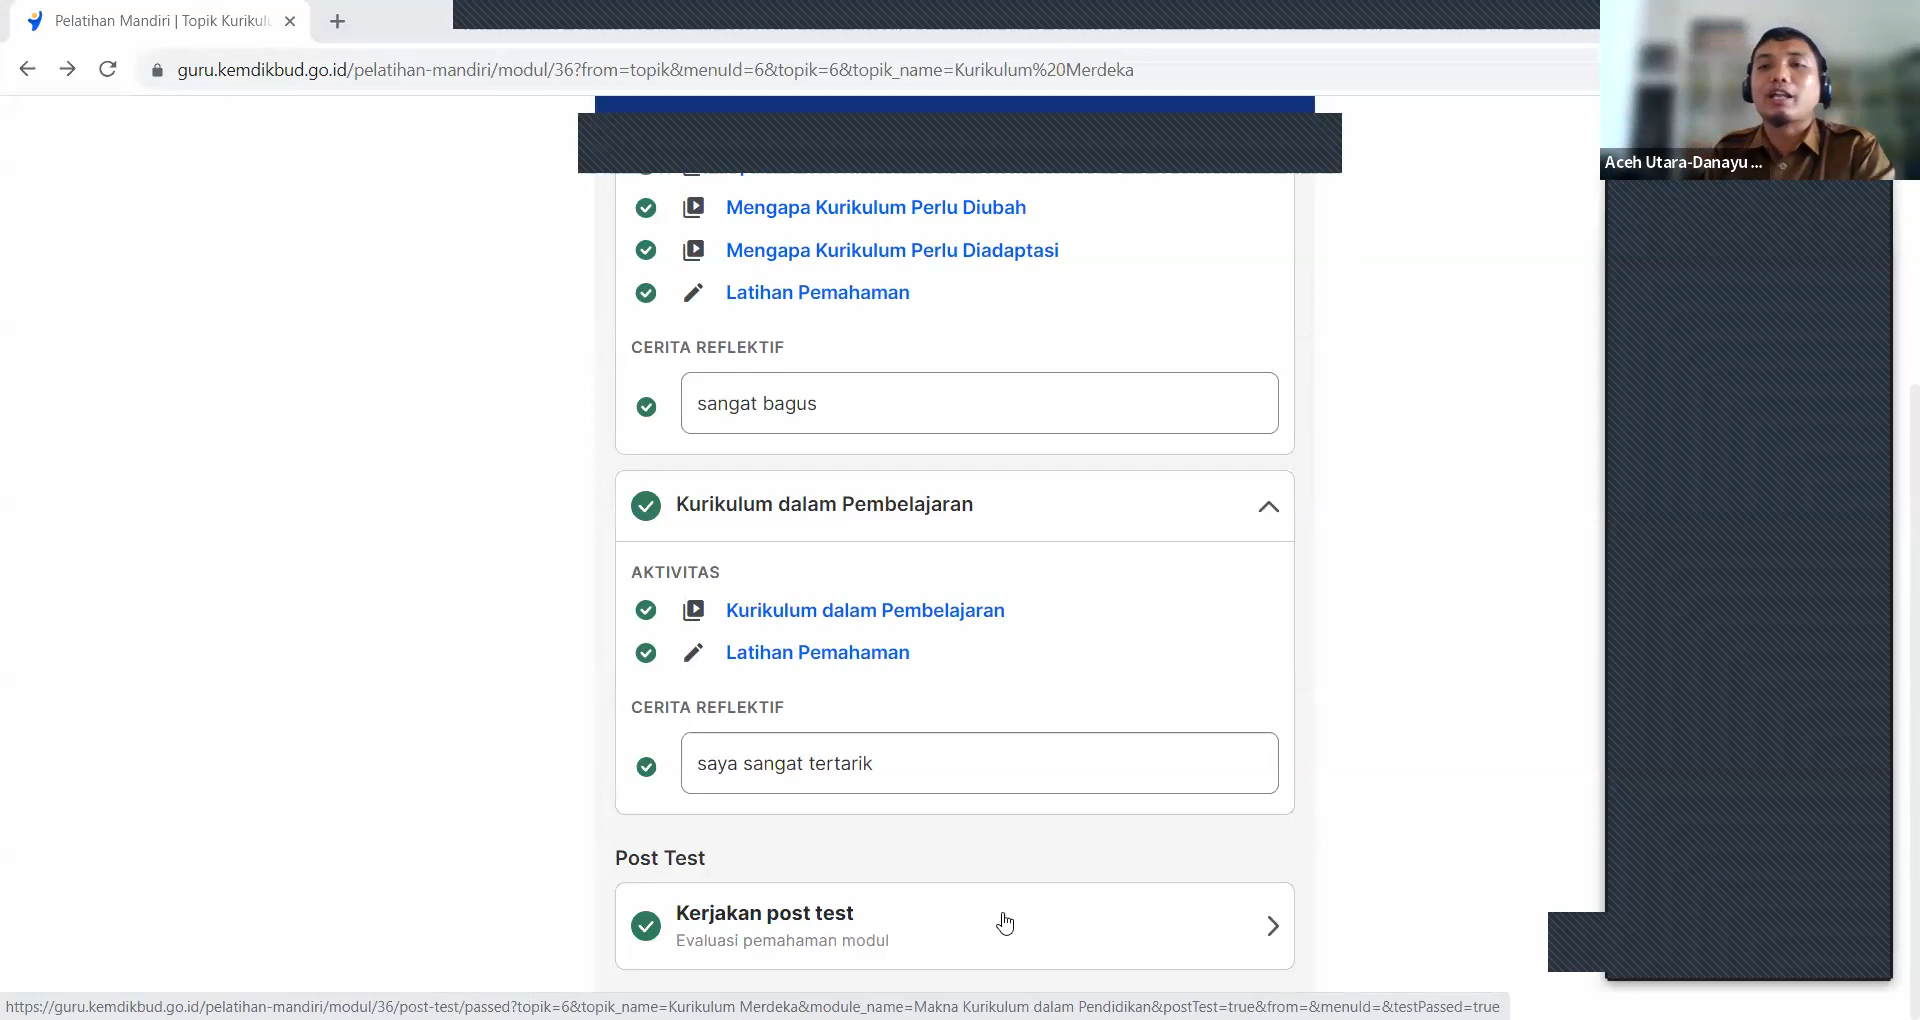 Pelatihan Mandiri | Topik Kurikulu
guru.kemdikbud.go.id/pelatihan-mandiri/modul/36?from=topik&menuId=6&topik=6&topik_name=Kurikulum%20Merdeka
Aceh Utara-Danayu ...
Mengapa Kurikulum Perlu Diubah
Mengapa Kurikulum Perlu Diadaptasi
Latihan Pemahaman
CERITA REFLEKTIF
sangat bagus
Kurikulum dalam Pembelajaran
AKTIVITAS
Kurikulum dalam Pembelajaran
Latihan Pemahaman
CERITA REFLEKTIF
saya sangat tertarik
Post Test
Kerjakan post test
Evaluasi pemahaman modul
https://guru.kemdikbud.go.id/pelatihan-mandiri/modul/36/post-test/passed?topik=6&topik_name=Kurikulum Merdeka&module_name=Makna Kurikulum dalam Pendidikan&postTest=true&from=&menuId=&testPassed=true